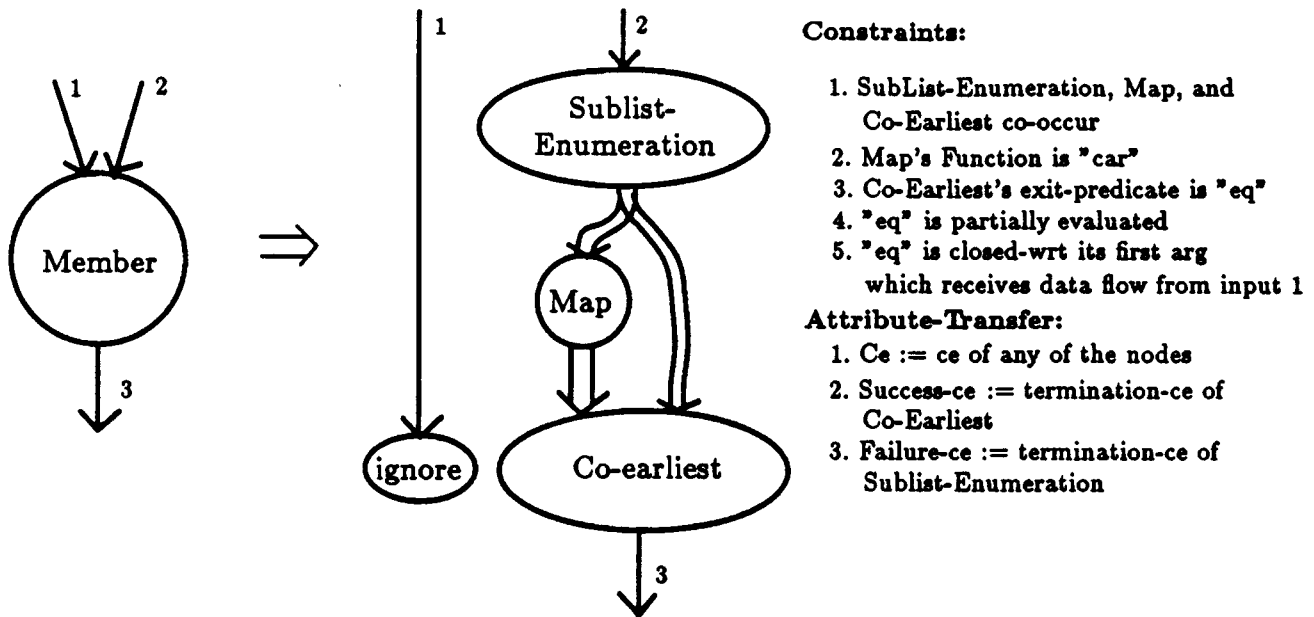 1
2
Member
3
1
ignore
2
Sublist-
Enumeration
Map
Co-earliest
3
Constraints:
1. SubList-Enumeration, Map, and
Co-Earliest co-occur
2. Map's Function is "car"
3. Co-Earliest's exit-predicate is "eq"
4. "eq" is partially evaluated
5. "eq" is closed-wrt its first arg
which receives data flow from input 1
Attribute-Transfer:
1. Ce := ce of any of the nodes
2. Success-ce := termination-ce of
Co-Earliest
3. Failure-ce := termination-ce of
Sublist-Enumeration